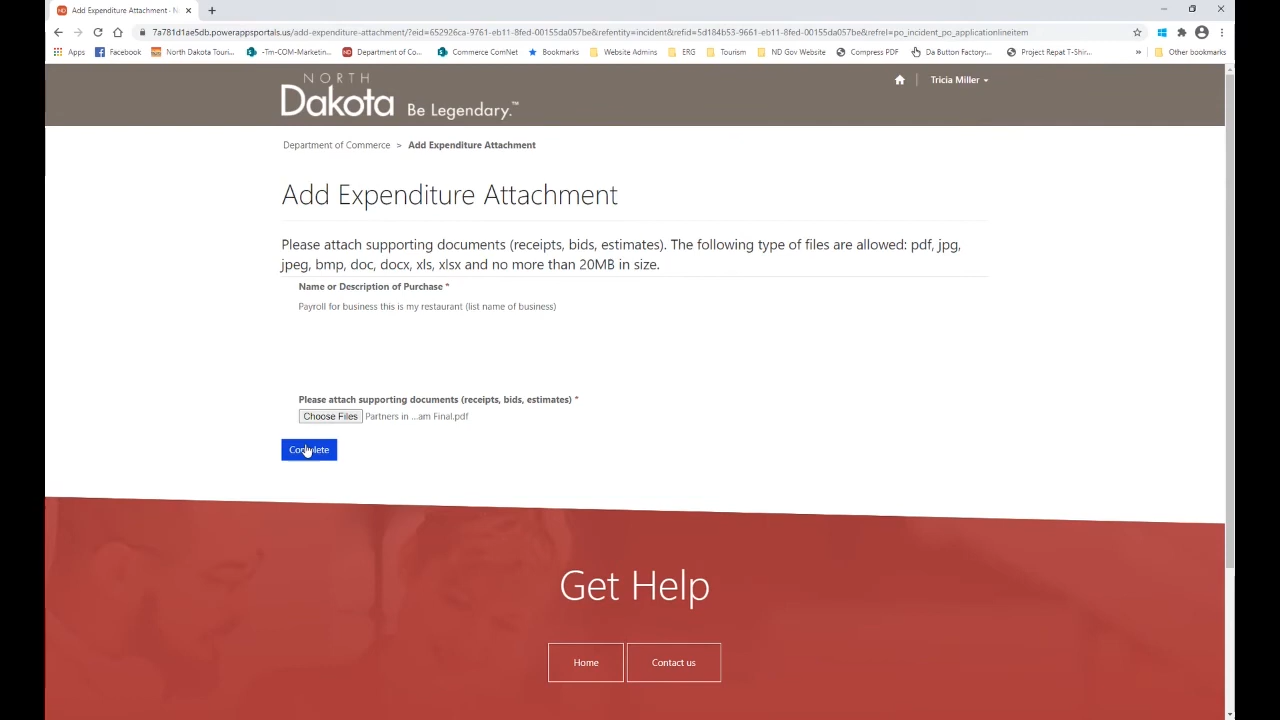 Add Expenditure Attachment - N
7a781d1ae5db.powerappsportals.us/add-expenditure-attachment/?eid=652926ca-9761-eb11-8fed-00155da057be&refentity=incident&refid=5d184b53-9661-eb11-8fed-00155da057be&refrel=po_incident_po_applicationlineitem
Apps Facebook North Dakota Touri... -Tm-COM-Marketin... Department of Co... Commerce ComNet Bookmarks Website Admins ERG Tourism ND Gov Website Compress PDF Da Button Factory:... Project Repat T-Shir... » Other bookmarks
NORTH
Dakota Be Legendary.™
Tricia Miller
Department of Commerce > Add Expenditure Attachment
Add Expenditure Attachment
Please attach supporting documents (receipts, bids, estimates). The following type of files are allowed: pdf, jpg,
jpeg, bmp, doc, docx, xls, xlsx and no more than 20MB in size.
Name or Description of Purchase *
Payroll for business this is my restaurant (list name of business)
Please attach supporting documents (receipts, bids, estimates) *
Choose Files Partners in ...am Final.pdf
Complete
Get Help
Home Contact us